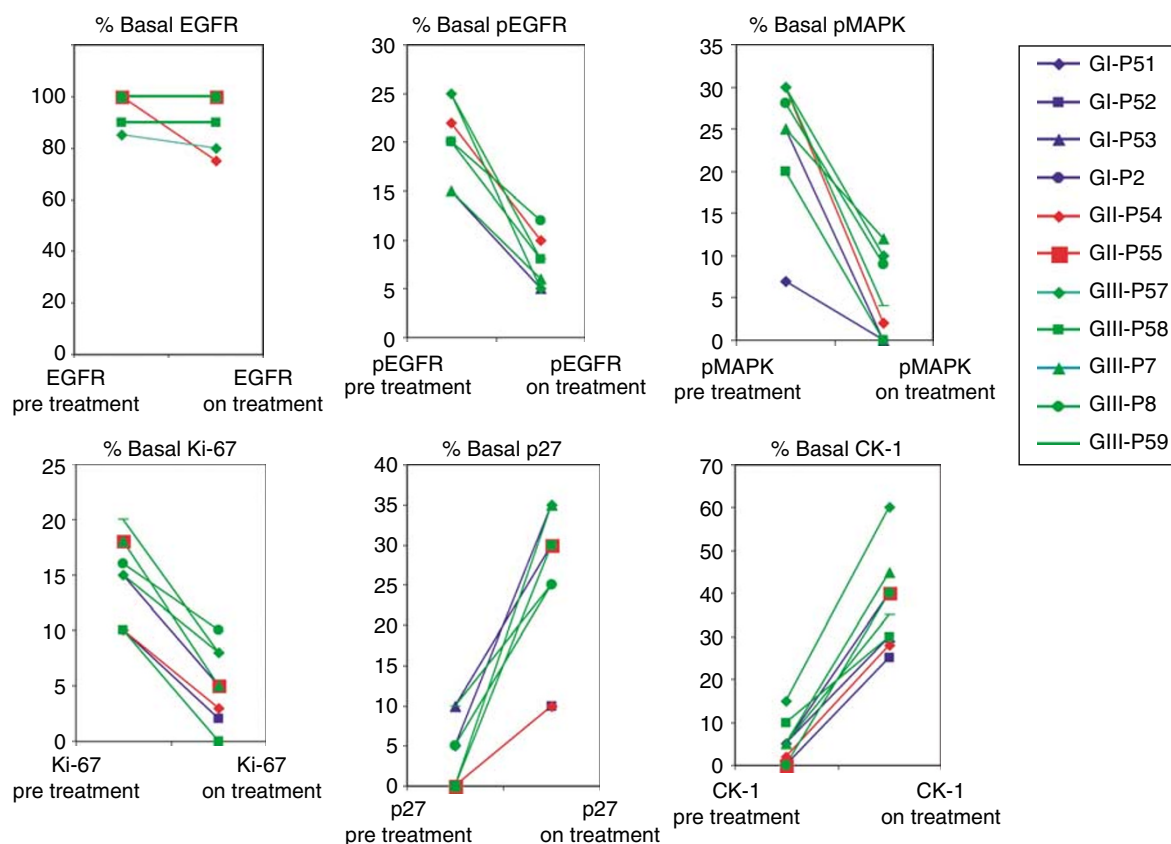 % Basal EGFR
100
80
60
40
20
0
EGFR
pre treatment
EGFR
on treatment
% Basal pEGFR
30
25
20
15
10
5
0
pEGFR
pre treatment
pEGFR
on treatment
% Basal pMAPK
35
30
25
20
15
10
5
0
pMAPK
pre treatment
pMAPK
on treatment
GI-P51
GI-P52
GI-P53
GI-P2
GII-P54
GII-P55
GIII-P57
GIII-P58
GIII-P7
GIII-P8
GIII-P59
% Basal Ki-67
25
20
15
10
5
0
Ki-67
pre treatment
Ki-67
on treatment
% Basal p27
40
35
30
25
20
15
10
5
0
p27
pre treatment
p27
on treatment
% Basal CK-1
70
60
50
40
30
20
10
0
CK-1
pre treatment
CK-1
on treatment